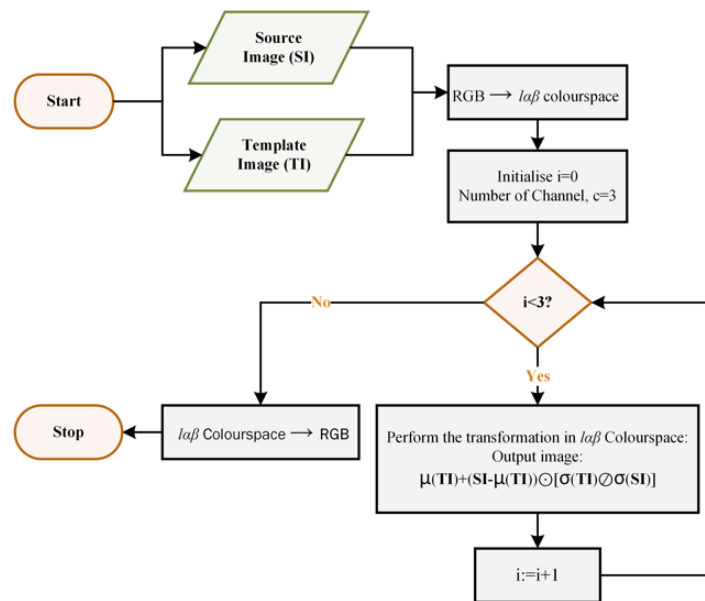 Start
Source
Image (SI)
Template
Image (TI)
RGB → lαβ colourspace
Initialise i=0
Number of Channel, c=3
i<3?
No
Yes
lαβ Colourspace → RGB
Stop
Perform the transformation in lαβ Colourspace:
Output image:
μ(TI)+(SI-μ(TI))⊙[σ(TI)⊘σ(SI)]
i:=i+1